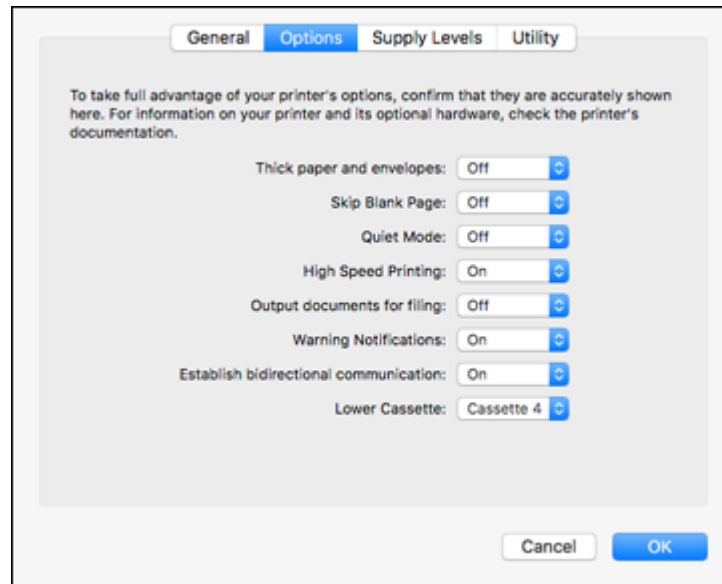 General Options Supply Levels Utility
To take full advantage of your printer's options, confirm that they are accurately shown
here. For information on your printer and its optional hardware, check the printer's
documentation.
Thick paper and envelopes: Off
Skip Blank Page: Off
Quiet Mode: Off
High Speed Printing: On
Output documents for filing: Off
Warning Notifications: On
Establish bidirectional communication: On
Lower Cassette: Cassette 4
Cancel OK